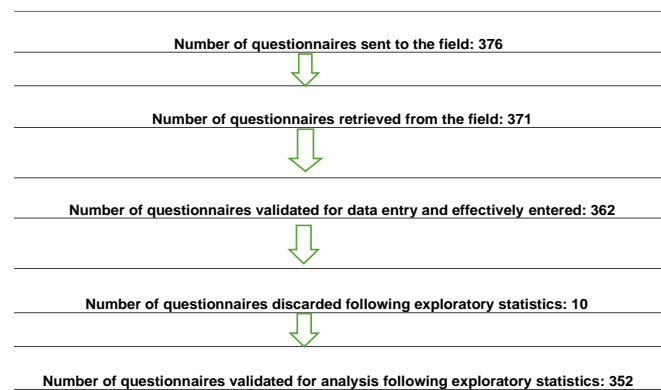 Number of questionnaires sent to the field: 376
Number of questionnaires retrieved from the field: 371
Number of questionnaires validated for data entry and effectively entered: 362
Number of questionnaires discarded following exploratory statistics: 10
Number of questionnaires validated for analysis following exploratory statistics: 352